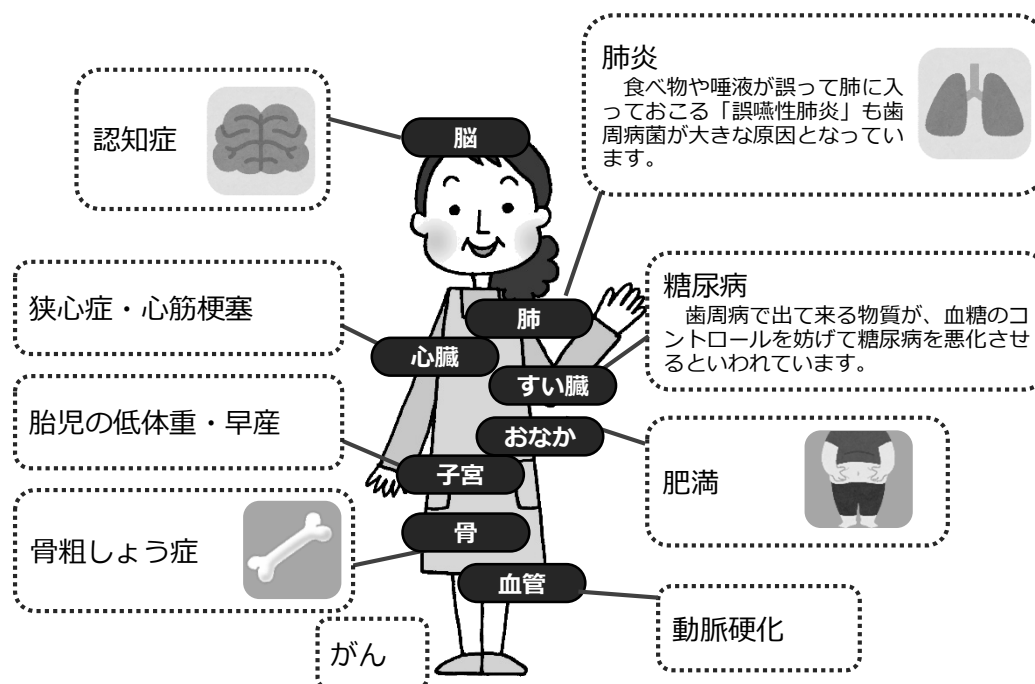 認知症
脳
肺炎
食べ物や唾液が誤って肺に入
っておこる「誤嚥性肺炎」も歯
周病菌が大きな原因となってい
ます。
狭心症・心筋梗塞
肺
心臓
糖尿病
歯周病で出て来る物質が、血糖のコ
ントロールを妨げて糖尿病を悪化させ
るといわれています。
すい臓
胎児の低体重・早産
おなか
子宮
肥満
骨粗しょう症
骨
血管
動脈硬化
がん